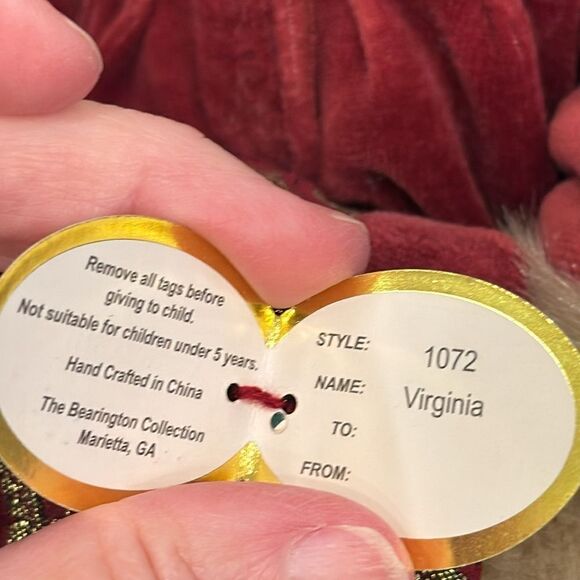 Remove all tags before
giving to child.
Not suitable for children under 5 years.
Hand Crafted in China
The Bearington Collection
Marietta, GA
STYLE: 1072
NAME: Virginia
TO:
FROM: